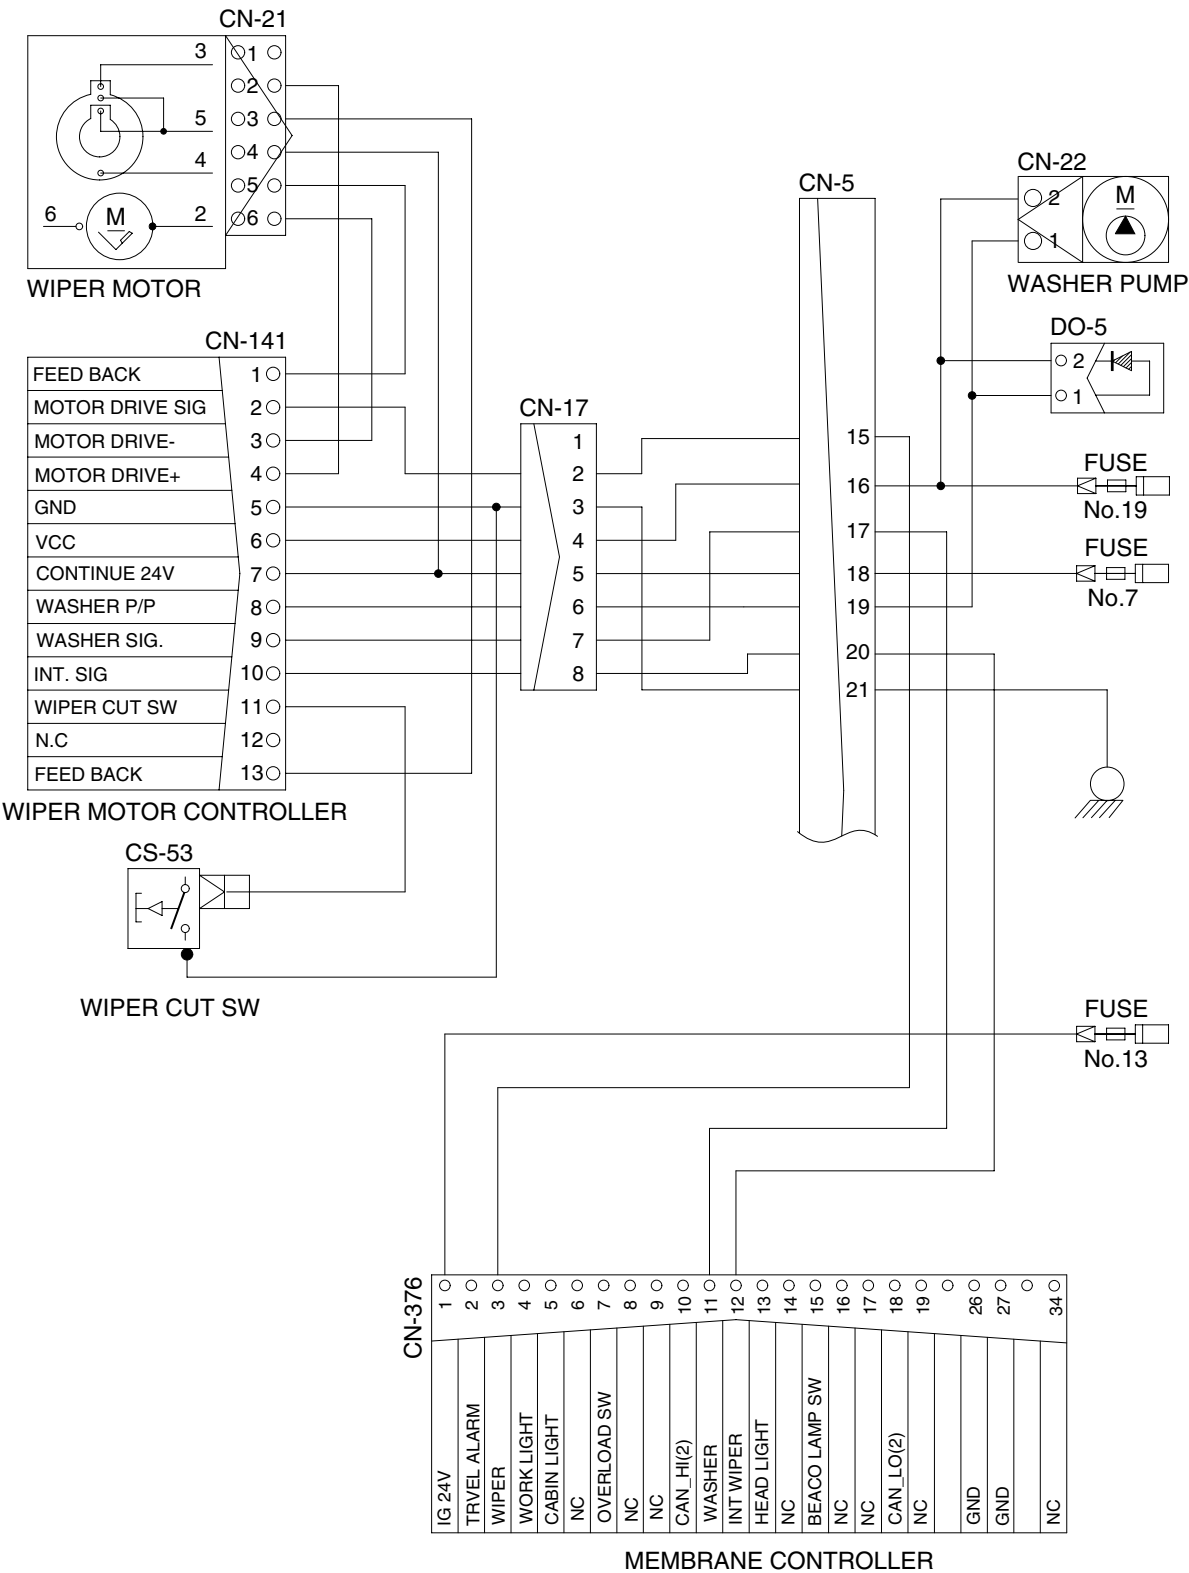 CN-21
3
5
4
6
M
2
1
2
3
4
5
6
WIPER MOTOR
CN-141
FEED BACK 1
MOTOR DRIVE SIG 2
MOTOR DRIVE- 3
MOTOR DRIVE+ 4
GND 5
VCC 6
CONTINUE 24V 7
WASHER P/P 8
WASHER SIG. 9
INT. SIG 10
WIPER CUT SW 11
N.C 12
FEED BACK 13
WIPER MOTOR CONTROLLER
CS-53
WIPER CUT SW
CN-17
1
2
3
4
5
6
7
8
CN-5
15
16
17
18
19
20
21
CN-22
2
1
M
WASHER PUMP
DO-5
2
1
FUSE
No.19
FUSE
No.7
FUSE
No.13
CN-376
1 IG 24V
2 TRVEL ALARM
3 WIPER
4 WORK LIGHT
5 CABIN LIGHT
6 NC
7 OVERLOAD SW
8 NC
9 NC
10 CAN_HI(2)
11 WASHER
12 INT WIPER
13 HEAD LIGHT
14 NC
15 BEACO LAMP SW
16 NC
17 NC
18 CAN_LO(2)
19 NC
26 GND
27 GND
34 NC
MEMBRANE CONTROLLER